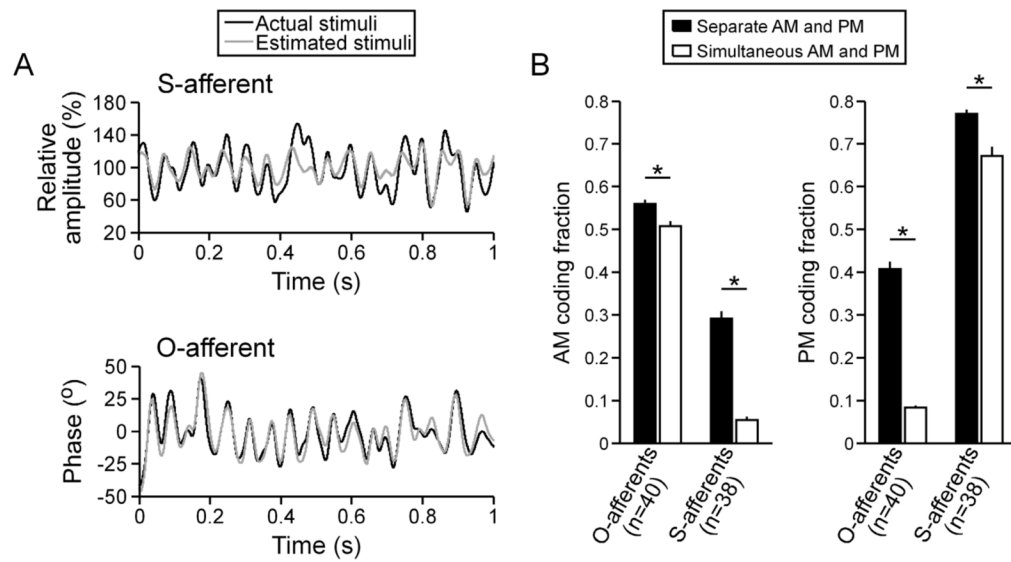 Actual stimuli
Estimated stimuli
A
S-afferent
Relative
amplitude (%)
180
140
100
60
20
0
0.2
0.4
0.6
0.8
1
Time (s)
O-afferent
Phase (o)
50
25
0
-25
-50
0
0.2
0.4
0.6
0.8
1
Time (s)
Separate AM and PM
Simultaneous AM and PM
B
AM coding fraction
0.8
0.7
0.6
0.5
0.4
0.3
0.2
0.1
0
*
*
O-afferents
(n=40)
S-afferents
(n=38)
PM coding fraction
0.8
0.7
0.6
0.5
0.4
0.3
0.2
0.1
0
*
*
O-afferents
(n=40)
S-afferents
(n=38)